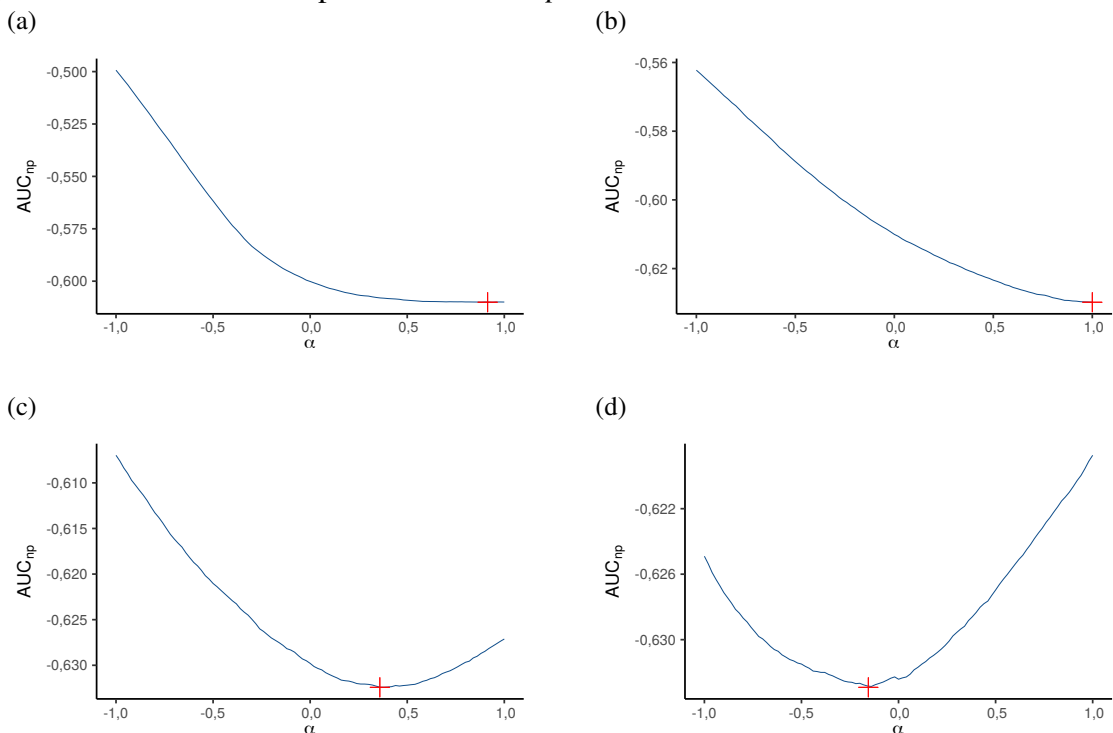 (a)
-0,500
-0,525
-0,550
-0,575
-0,600
AUCnp
-1,0 -0,5 0,0 0,5 1,0
α
(b)
-0,56
-0,58
-0,60
-0,62
AUCnp
-1,0 -0,5 0,0 0,5 1,0
α
(c)
-0,610
-0,615
-0,620
-0,625
-0,630
AUCnp
-1,0 -0,5 0,0 0,5 1,0
α
(d)
-0,622
-0,626
-0,630
AUCnp
-1,0 -0,5 0,0 0,5 1,0
α